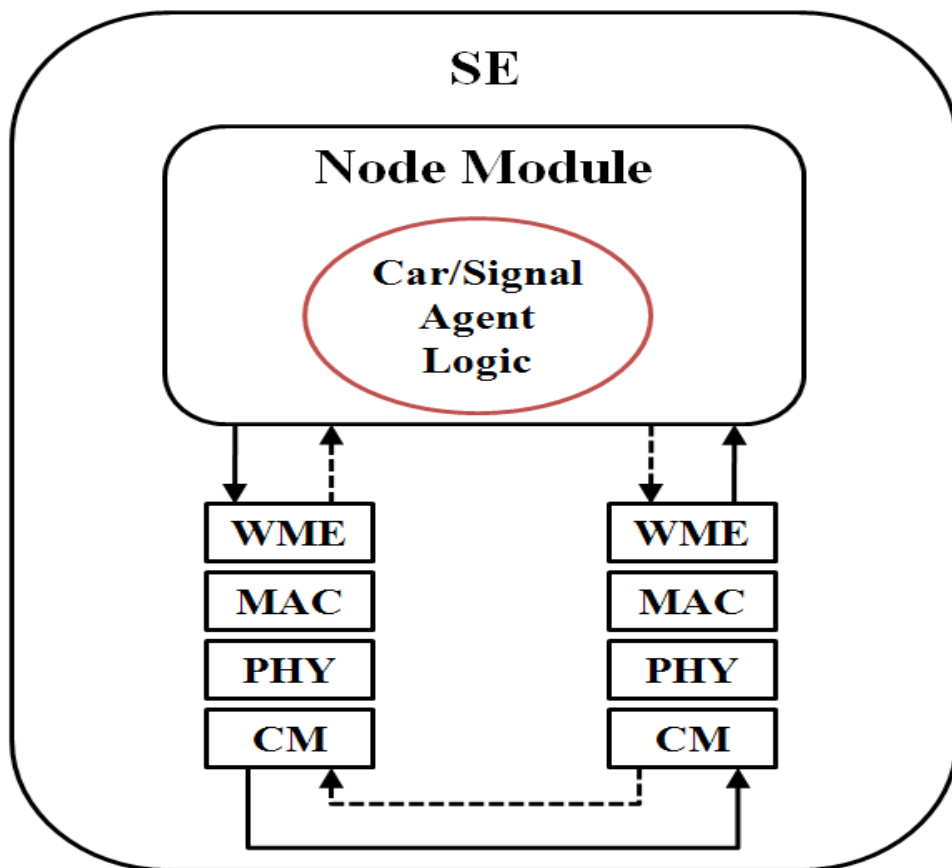 SE
Node Module
Car/Signal
Agent
Logic
WME
MAC
PHY
CM
WME
MAC
PHY
CM